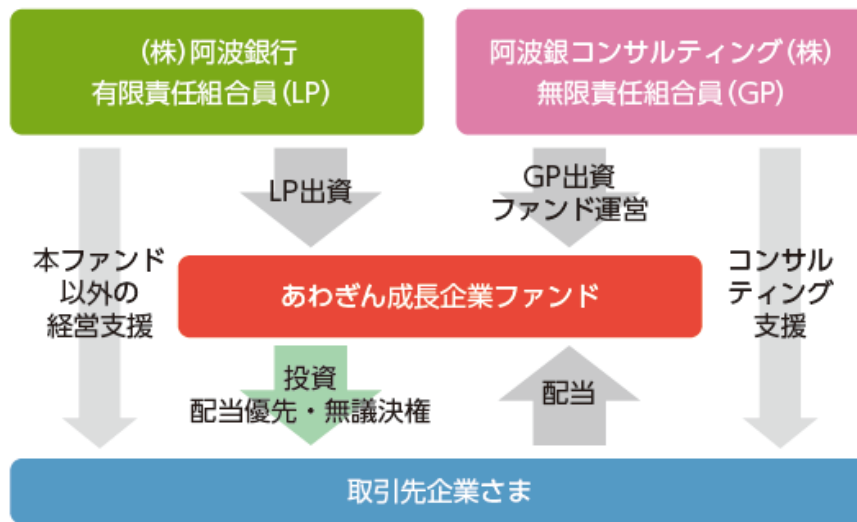 (株)阿波銀行
有限責任組合員(LP)
阿波銀コンサルティング(株)
無限責任組合員(GP)
LP出資
GP出資
ファンド運営
本ファンド
以外の
経営支援
あわぎん成長企業ファンド
コンサル
ティング
支援
投資
配当優先・無議決権
配当
取引先企業さま